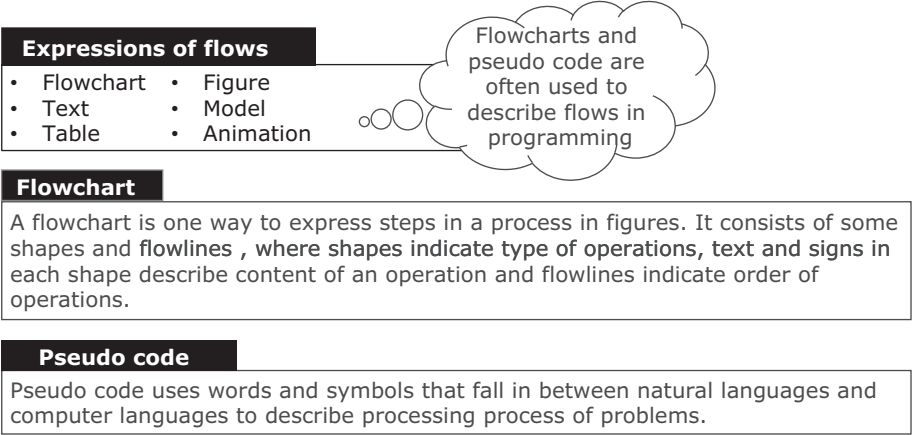 Expressions of flows
• Flowchart • Figure
• Text • Model
• Table • Animation
Flowcharts and
pseudo code are
often used to
describe flows in
programming
Flowchart
A flowchart is one way to express steps in a process in figures. It consists of some
shapes and flowlines , where shapes indicate type of operations, text and signs in
each shape describe content of an operation and flowlines indicate order of
operations.
Pseudo code
Pseudo code uses words and symbols that fall in between natural languages and
computer languages to describe processing process of problems.